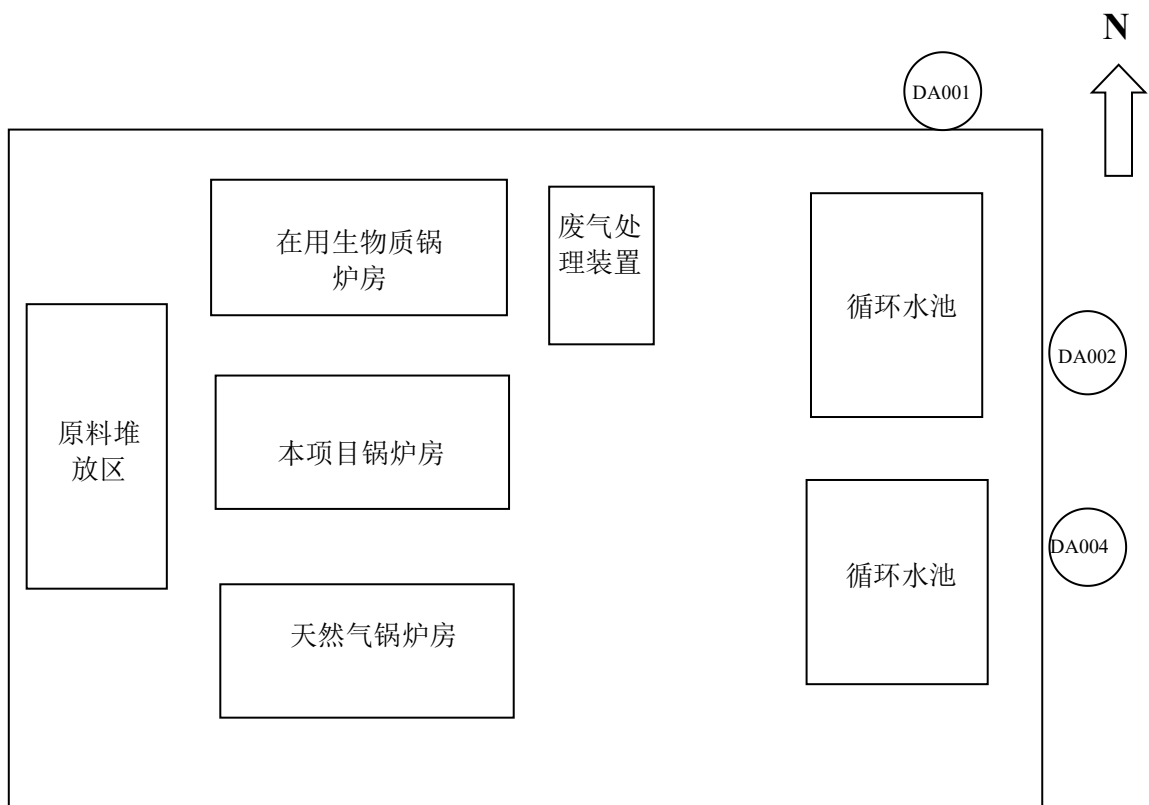 N
DA001
在用生物质锅
炉房
废气处
理装置
循环水池
DA002
原料堆
放区
本项目锅炉房
循环水池
DA004
天然气锅炉房